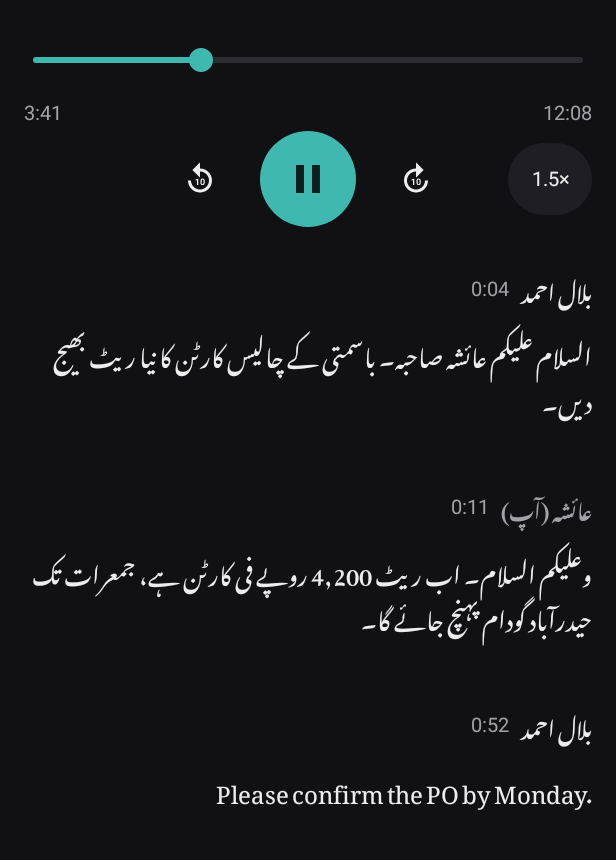 3:41
12:08
10
10
1.5×
بلال احمد 0:04
السلام علیکم عائشہ صاحبہ۔ باسمتی کے چالیس کارٹن کا نیا ریٹ بھیج
دیں۔
عائشہ (آپ) 0:11
وعلیکم السلام۔ اب ریٹ 4,200 روپے فی کارٹن ہے، جمعرات تک
حیدرآباد گودام پہنچ جائے گا۔
بلال احمد 0:52
Please confirm the PO by Monday.